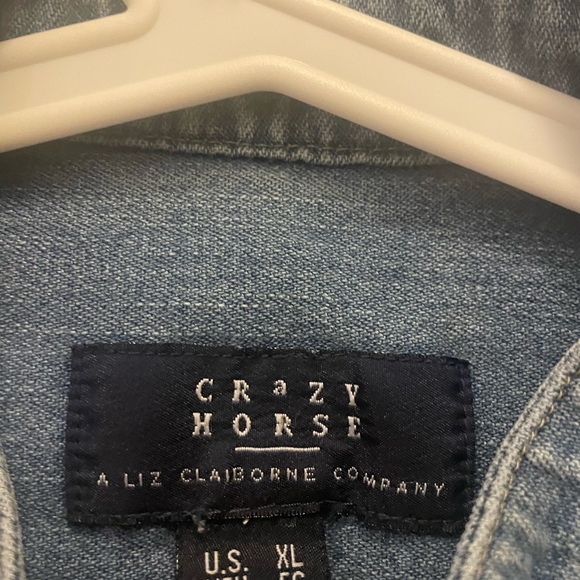 CRaZY
HORSE
A LIZ CLAIBORNE COMPANY
U.S. XL